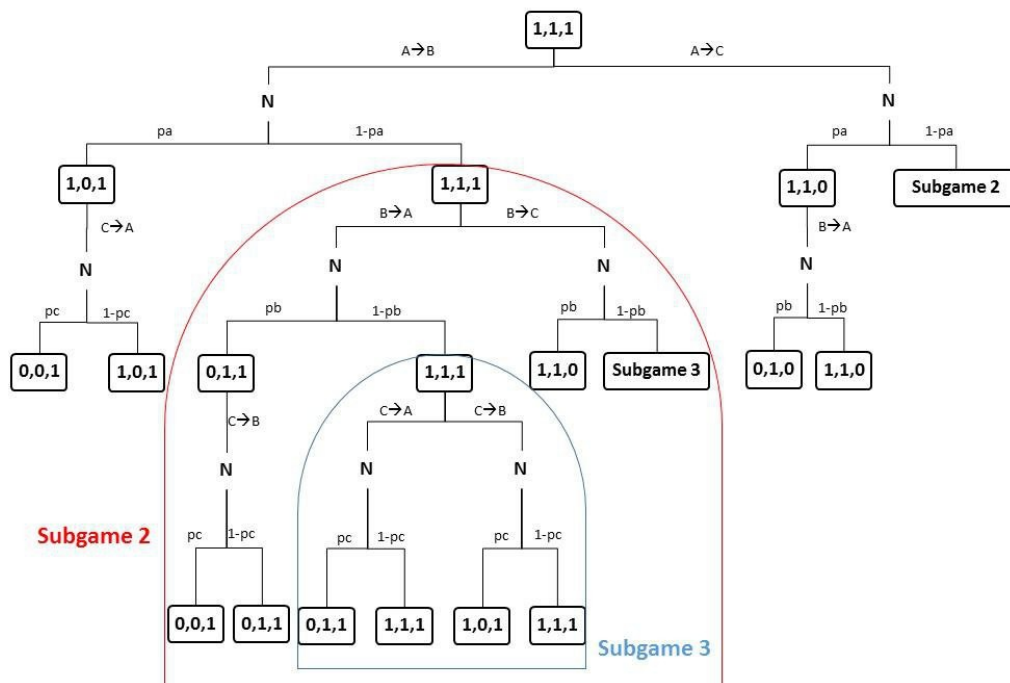 1,1,1
A→B A→C
N N
pa 1-pa pa 1-pa
1,0,1 1,1,1 1,1,0 Subgame 2
C→A B→A B→C B→A
N N N N
pc 1-pc pb 1-pb pb 1-pb pb 1-pb
0,0,1 1,0,1 0,1,1 1,1,1 1,1,0 Subgame 3 0,1,0 1,1,0
C→B C→A C→B
N N N
Subgame 2
pc 1-pc pc 1-pc pc 1-pc
0,0,1 0,1,1 0,1,1 1,1,1 1,0,1 1,1,1
Subgame 3